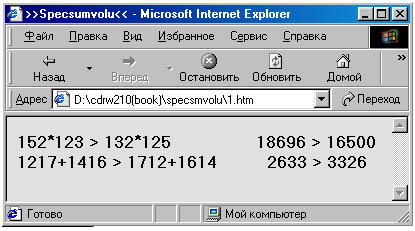 >>Specsumvolu<< - Microsoft Internet Explorer
Файл Правка Вид Избранное Сервис Справка
Назад Вперед Остановить Обновить Домой
Адрес D:\cdrw210(book)\specsmvolu\1.htm Переход
152*123 > 132*125 18696 > 16500
1217+1416 > 1712+1614 2633 > 3326
Готово Мой компьютер